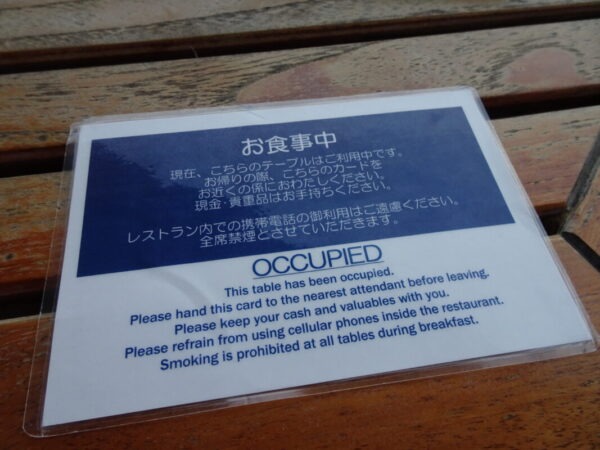 お食事中
現在、こちらのテーブルはご利用中です。
お帰りの際、こちらのカードを
お近くの係におわたしください。
現金・貴重品はお手持ちください。
レストラン内での携帯電話の御利用はご遠慮ください。
全席禁煙とさせていただきます。
OCCUPIED
This table has been occupied.
Please hand this card to the nearest attendant before leaving.
Please keep your cash and valuables with you.
Please refrain from using cellular phones inside the restaurant.
Smoking is prohibited at all tables during breakfast.